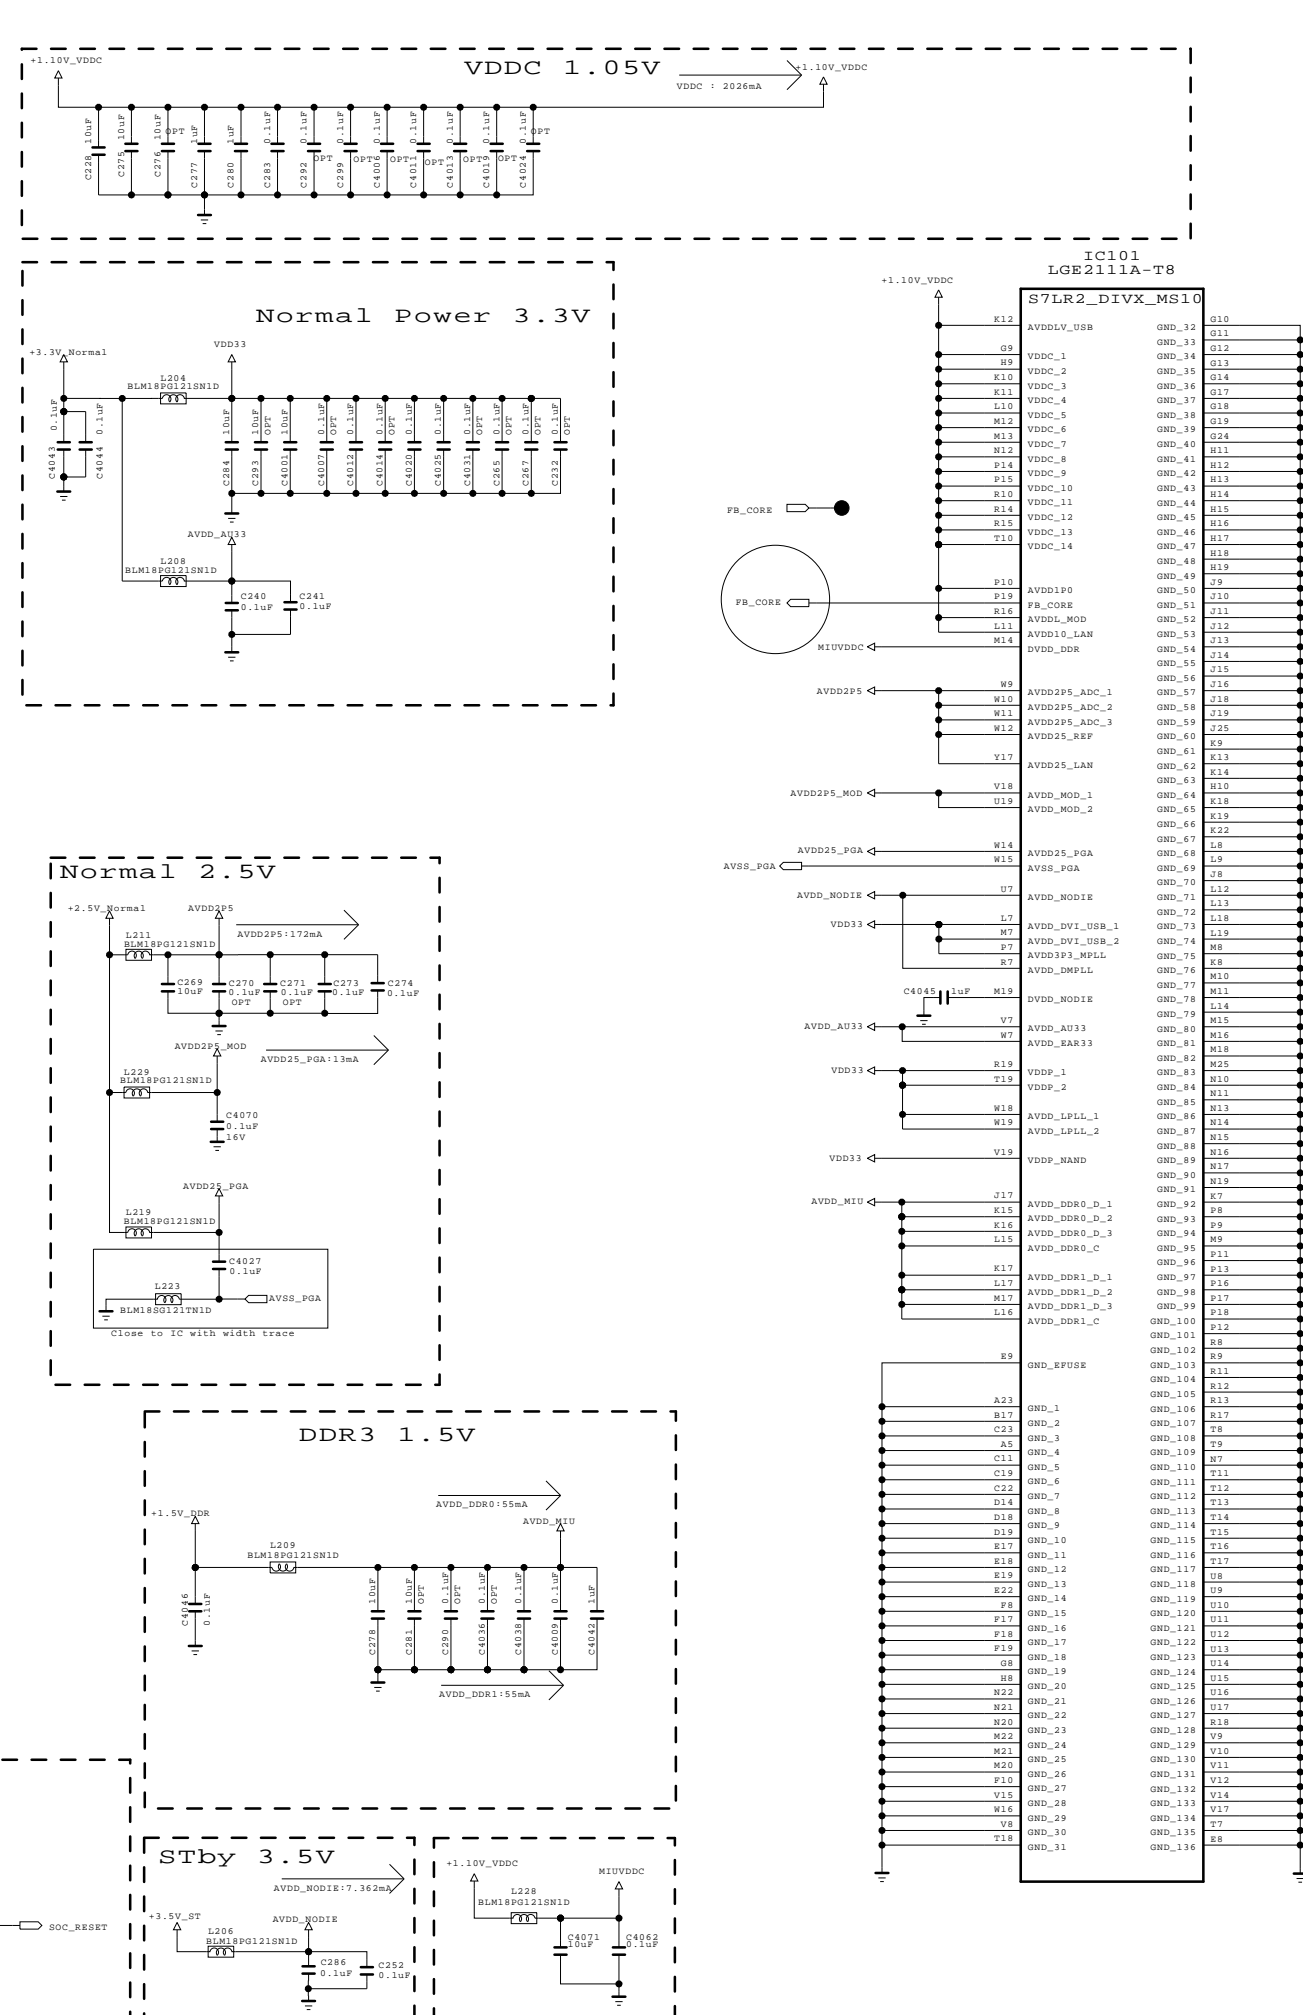 VDDC 1.05V
+1.10V_VDDC
VDDC : 2026mA
+1.10V_VDDC
C228 10uF
C275 10uF
C276 10uF OPT
C277 1uF
C280 1uF
C283 0.1uF
C292 0.1uF OPT
C299 0.1uF OPT
C4006 0.1uF OPT
C4011 0.1uF OPT
C4013 0.1uF OPT
C4019 0.1uF OPT
C4024 0.1uF OPT
Normal Power 3.3V
+3.3V_Normal
VDD33
L204
BLM18PG121SN1D
C4043 0.1uF
C4044 0.1uF
C284 10uF
C293 10uF OPT
C4001 10uF
C4007 0.1uF OPT
C4012 0.1uF
C4014 0.1uF OPT
C4020 0.1uF
C4025 0.1uF
C4031 0.1uF
C265 0.1uF OPT
C267 0.1uF
C232 0.1uF OPT
AVDD_AU33
L208
BLM18PG121SN1D
C240 0.1uF
C241 0.1uF
Normal 2.5V
+2.5V_Normal
AVDD2P5
AVDD2P5:172mA
L211
BLM18PG121SN1D
C269 10uF
C270 0.1uF OPT
C271 0.1uF OPT
C273 0.1uF
C274 0.1uF
AVDD2P5_MOD
AVDD25_PGA:13mA
L229
BLM18PG121SN1D
C4070
0.1uF
16V
AVDD25_PGA
L219
BLM18PG121SN1D
C4027
0.1uF
L223
BLM18SG121TN1D
AVSS_PGA
Close to IC with width trace
DDR3 1.5V
AVDD_DDR0:55mA
+1.5V_DDR
AVDD_MIU
L209
BLM18PG121SN1D
C4046 0.1uF
C278 10uF
C281 10uF OPT
C290 0.1uF OPT
C4036 0.1uF OPT
C4038 0.1uF
C4009 0.1uF
C4042 1uF
AVDD_DDR1:55mA
STby 3.5V
AVDD_NODIE:7.362mA
+3.5V_ST
AVDD_NODIE
L206
BLM18PG121SN1D
C286 0.1uF
C252 0.1uF
SOC_RESET
+1.10V_VDDC
MIUVDDC
L228
BLM18PG121SN1D
C4071 10uF
C4062 0.1uF
IC101
LGE2111A-T8
S7LR2_DIVX_MS10
+1.10V_VDDC
FB_CORE
FB_CORE
MIUVDDC
AVDD2P5
AVDD2P5_MOD
AVDD25_PGA
AVSS_PGA
AVDD_NODIE
VDD33
C4045 1uF
AVDD_AU33
VDD33
VDD33
AVDD_MIU
K12 AVDDLV_USB
G9 VDDC_1
H9 VDDC_2
K10 VDDC_3
K11 VDDC_4
L10 VDDC_5
M12 VDDC_6
M13 VDDC_7
N12 VDDC_8
P14 VDDC_9
P15 VDDC_10
R10 VDDC_11
R14 VDDC_12
R15 VDDC_13
T10 VDDC_14
P10 AVDD1P0
P19 FB_CORE
R16 AVDDL_MOD
L11 AVDD10_LAN
M14 DVDD_DDR
W9 AVDD2P5_ADC_1
W10 AVDD2P5_ADC_2
W11 AVDD2P5_ADC_3
W12 AVDD25_REF
Y17 AVDD25_LAN
V18 AVDD_MOD_1
U19 AVDD_MOD_2
W14 AVDD25_PGA
W15 AVSS_PGA
U7 AVDD_NODIE
L7 AVDD_DVI_USB_1
M7 AVDD_DVI_USB_2
P7 AVDD3P3_MPLL
R7 AVDD_DMPLL
M19 DVDD_NODIE
V7 AVDD_AU33
W7 AVDD_EAR33
R19 VDDP_1
T19 VDDP_2
W18 AVDD_LPLL_1
W19 AVDD_LPLL_2
V19 VDDP_NAND
J17 AVDD_DDR0_D_1
K15 AVDD_DDR0_D_2
K16 AVDD_DDR0_D_3
L15 AVDD_DDR0_C
K17 AVDD_DDR1_D_1
L17 AVDD_DDR1_D_2
M17 AVDD_DDR1_D_3
L16 AVDD_DDR1_C
E9 GND_EFUSE
A23 GND_1
B17 GND_2
C23 GND_3
A5 GND_4
C11 GND_5
C19 GND_6
C22 GND_7
D14 GND_8
D18 GND_9
D19 GND_10
E17 GND_11
E18 GND_12
E19 GND_13
E22 GND_14
F8 GND_15
F17 GND_16
F18 GND_17
F19 GND_18
G8 GND_19
H8 GND_20
N22 GND_21
N21 GND_22
N20 GND_23
M22 GND_24
M21 GND_25
M20 GND_26
F10 GND_27
V15 GND_28
W16 GND_29
V8 GND_30
T18 GND_31
GND_32 G10
GND_33 G11
GND_34 G12
GND_35 G13
GND_36 G14
GND_37 G17
GND_38 G18
GND_39 G19
GND_40 G24
GND_41 H11
GND_42 H12
GND_43 H13
GND_44 H14
GND_45 H15
GND_46 H16
GND_47 H17
GND_48 H18
GND_49 H19
GND_50 J9
GND_51 J10
GND_52 J11
GND_53 J12
GND_54 J13
GND_55 J14
GND_56 J15
GND_57 J16
GND_58 J18
GND_59 J19
GND_60 J25
GND_61 K9
GND_62 K13
GND_63 K14
GND_64 H10
GND_65 K18
GND_66 K19
GND_67 K22
GND_68 L8
GND_69 L9
GND_70 J8
GND_71 L12
GND_72 L13
GND_73 L18
GND_74 L19
GND_75 M8
GND_76 K8
GND_77 M10
GND_78 M11
GND_79 L14
GND_80 M15
GND_81 M16
GND_82 M18
GND_83 M25
GND_84 N10
GND_85 N11
GND_86 N13
GND_87 N14
GND_88 N15
GND_89 N16
GND_90 N17
GND_91 N19
GND_92 K7
GND_93 P8
GND_94 P9
GND_95 M9
GND_96 P11
GND_97 P13
GND_98 P16
GND_99 P17
GND_100 P18
GND_101 P12
GND_102 R8
GND_103 R9
GND_104 R11
GND_105 R12
GND_106 R13
GND_107 R17
GND_108 T8
GND_109 T9
GND_110 N7
GND_111 T11
GND_112 T12
GND_113 T13
GND_114 T14
GND_115 T15
GND_116 T16
GND_117 T17
GND_118 U8
GND_119 U9
GND_120 U10
GND_121 U11
GND_122 U12
GND_123 U13
GND_124 U14
GND_125 U15
GND_126 U16
GND_127 U17
GND_128 R18
GND_129 V9
GND_130 V10
GND_131 V11
GND_132 V12
GND_133 V14
GND_134 V17
GND_135 T7
GND_136 E8